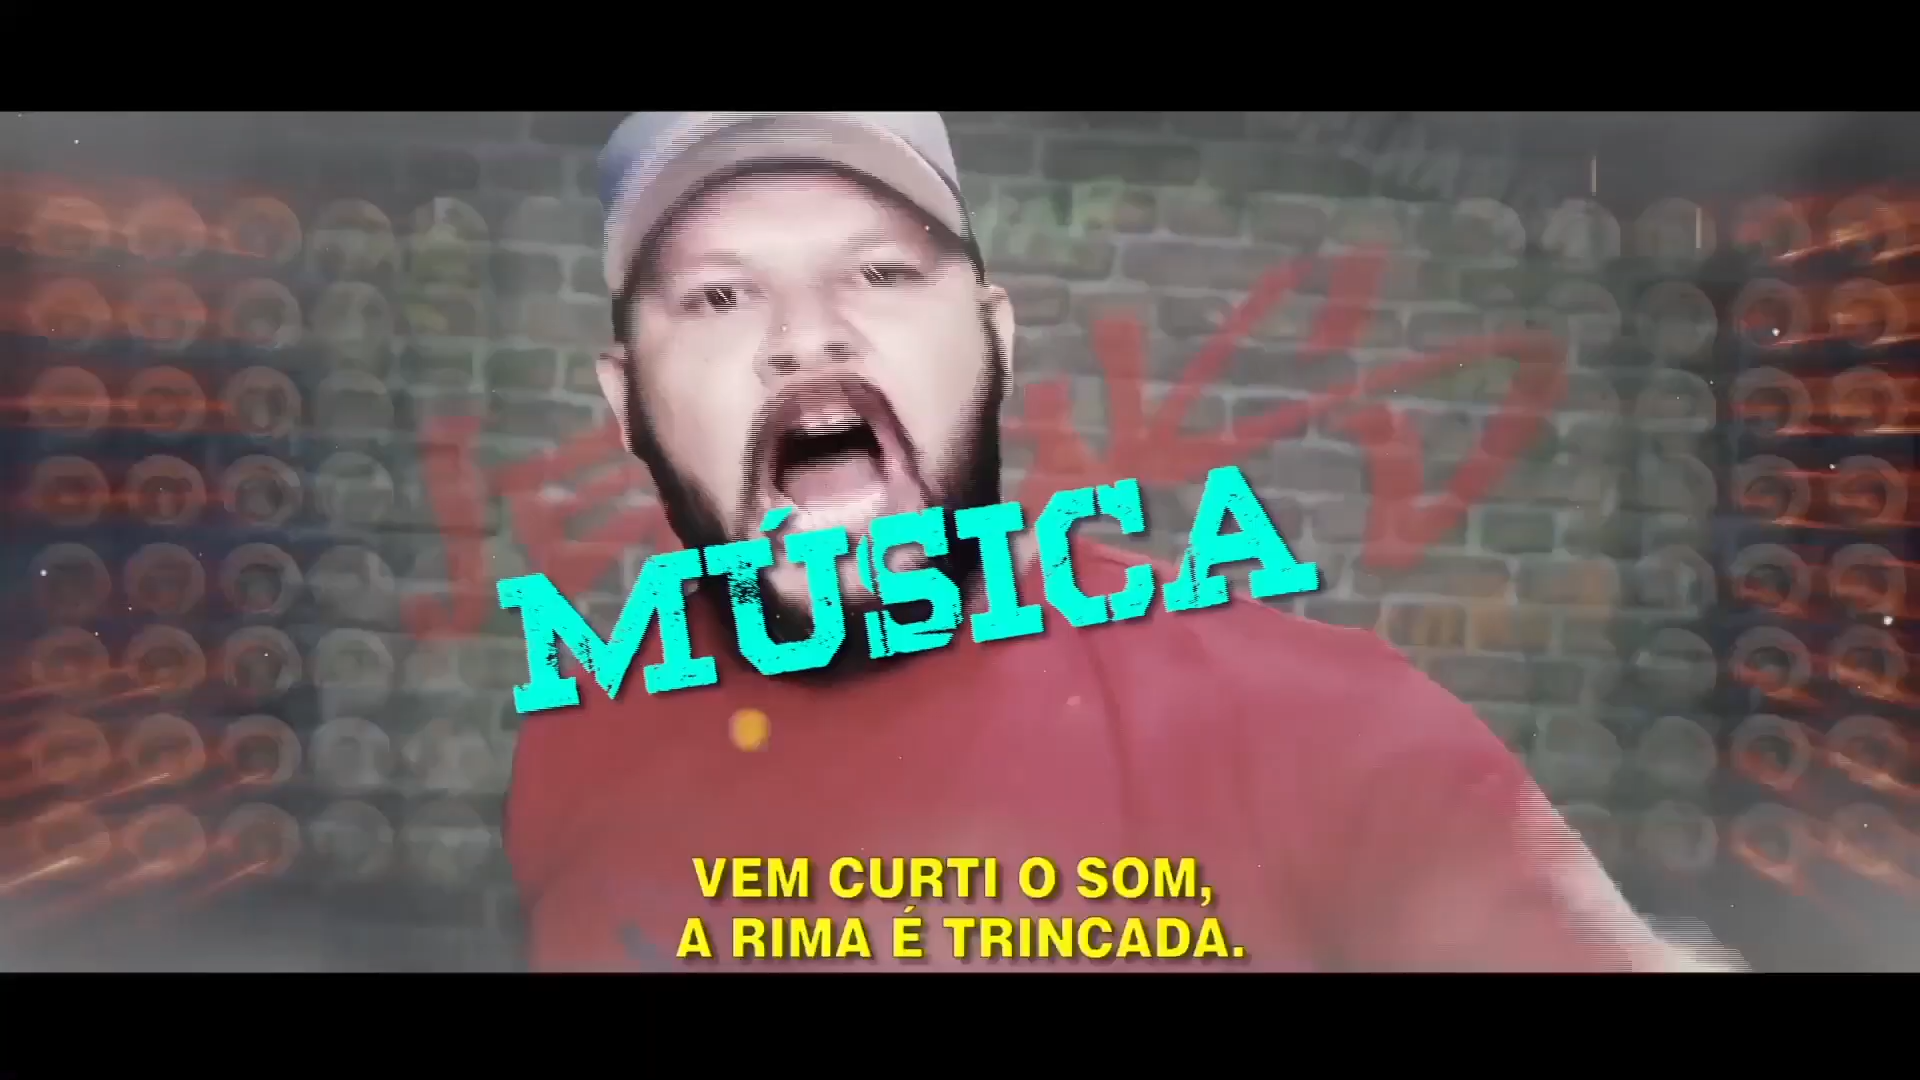 MÚSICA
VEM CURTI O SOM,
A RIMA É TRINCADA.